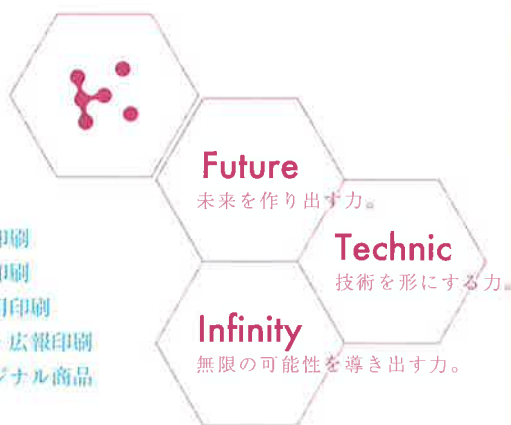 Future
未来を作り出す力。
Technic
技術を形にする力。
Infinity
無限の可能性を導き出す力。
印刷
印刷
印刷
広報印刷
ジナル商品